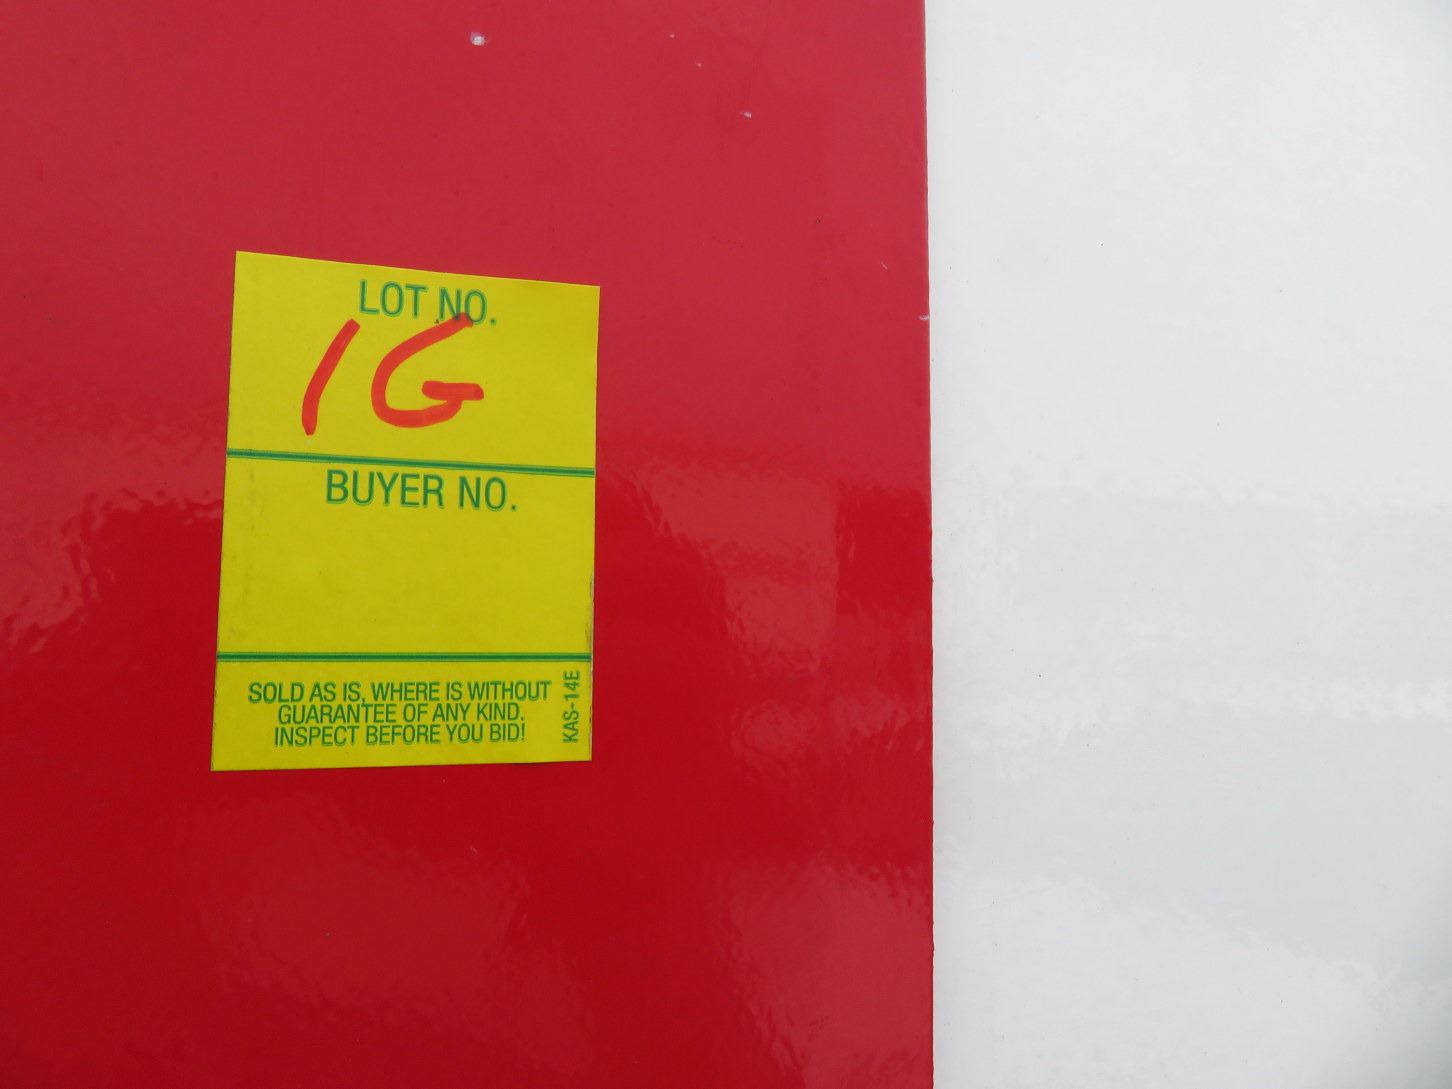 LOT NO.
1G
BUYER NO.
SOLD AS IS, WHERE IS WITHOUT
GUARANTEE OF ANY KIND.
INSPECT BEFORE YOU BID!
KAS-14E